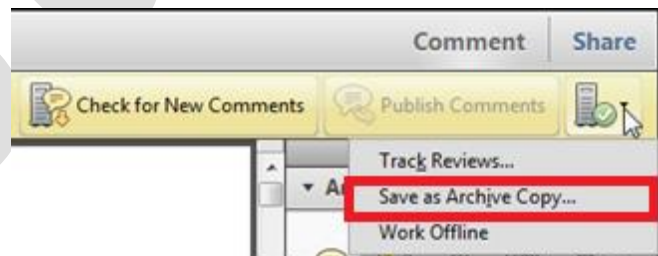 Comment Share
Check for New Comments Publish Comments
Track Reviews...
Save as Archive Copy...
Work Offline